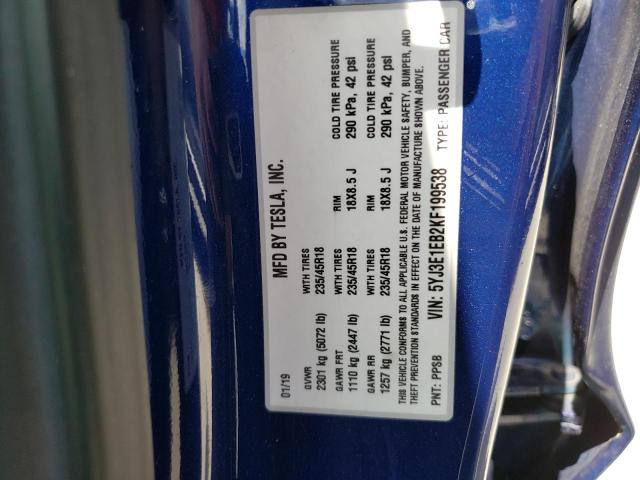 01/19 MFD BY TESLA, INC.
GVWR WITH TIRES RIM COLD TIRE PRESSURE
2301 kg (5072 lb) 235/45R18 18X8.5 J 290 kPa, 42 psi
GAWR FRT WITH TIRES RIM COLD TIRE PRESSURE
1110 kg (2447 lb) 235/45R18 18X8.5 J 290 kPa, 42 psi
GAWR RR
1257 kg (2771 lb) 235/45R18
THIS VEHICLE CONFORMS TO ALL APPLICABLE U.S. FEDERAL MOTOR VEHICLE SAFETY, BUMPER, AND
THEFT PREVENTION STANDARDS IN EFFECT ON THE DATE OF MANUFACTURE SHOWN ABOVE.
PNT: PPSB VIN: 5YJ3E1EB2KF199538 TYPE: PASSENGER CAR